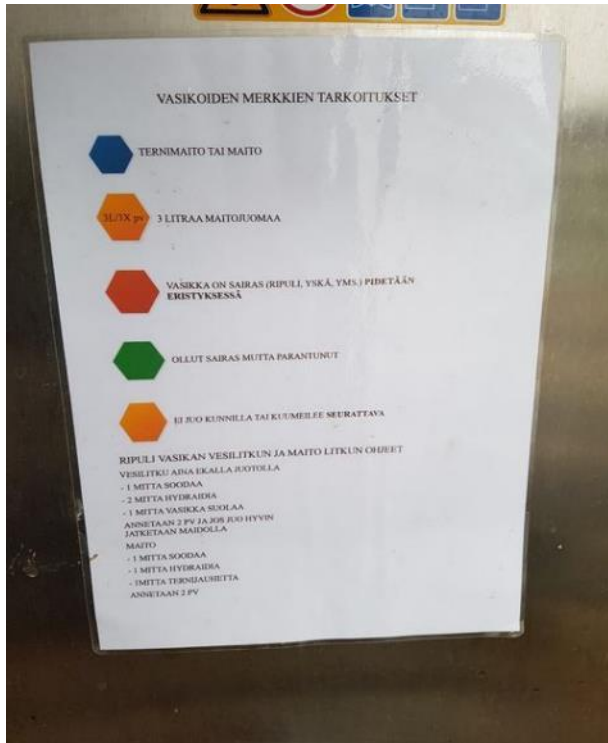 VASIKOIDEN MERKKIEN TARKOITUKSET
TERNIMAITO TAI MAITO
3L/3X pv
3 LITRAA MAITOJUOMAA
VASIKKA ON SAIRAS (RIPULI, YSKÄ, YMS.) PIDETÄÄN
ERISTYKSESSÄ
OLLUT SAIRAS MUTTA PARANTUNUT
EI JUO KUNNILLA TAI KUUMEILEE SEURATTAVA
RIPULI VASIKAN VESILITKUN JA MAITO LITKUN OHJEET
VESILITKU AINA EKALLA JUOTOLLA
- 1 MITTA SOODAA
- 2 MITTA HYDRAIDIA
- 1 MITTA VASIKKA SUOLAA
ANNETAAN 2 PV JA JOS JUO HYVIN
JATKETAAN MAIDOLLA
MAITO
- 1 MITTA SOODAA
- 1 MITTA HYDRAIDIA
- 1MITTA TERNIJAUHETTA
ANNETAAN 2 PV